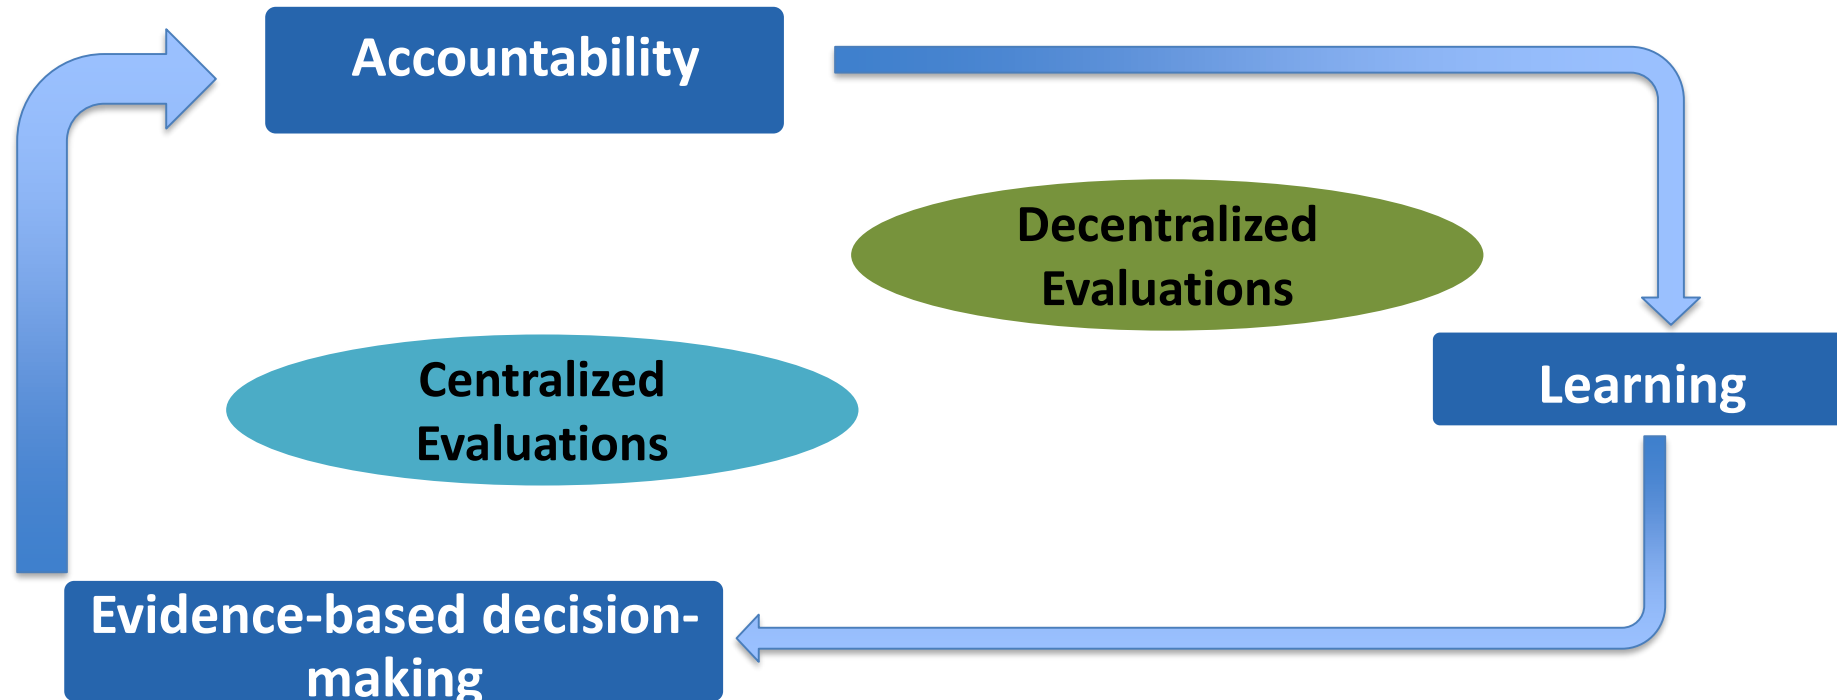 Accountability
Decentralized
Evaluations
Centralized
Evaluations
Learning
Evidence-based decision-
making